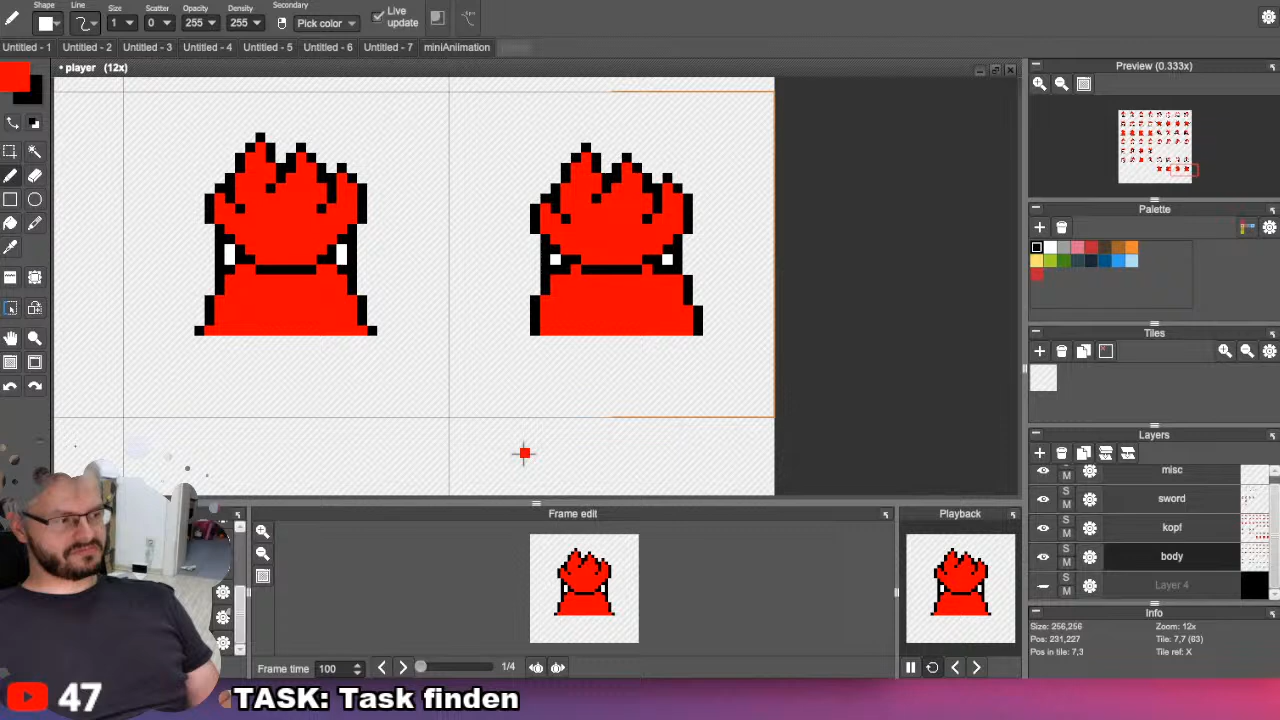 Shape
Line
Size
Scatter
Opacity
Density
Secondary
1
0
255
255
Pick color
Live update
Untitled - 1
Untitled - 2
Untitled - 3
Untitled - 4
Untitled - 5
Untitled - 6
Untitled - 7
miniAniimation
• player (12x)
Preview (0.333x)
Palette
Tiles
Layers
misc
S
M
sword
S
M
kopf
S
M
body
S
M
Layer 4
S
M
Info
Size: 256,256
Zoom: 12x
Pos: 231,227
Tile: 7,7 (63)
Pos in tile: 7,3
Tile ref: X
Frame edit
Playback
Frame time
100
1/4
47
TASK: Task finden